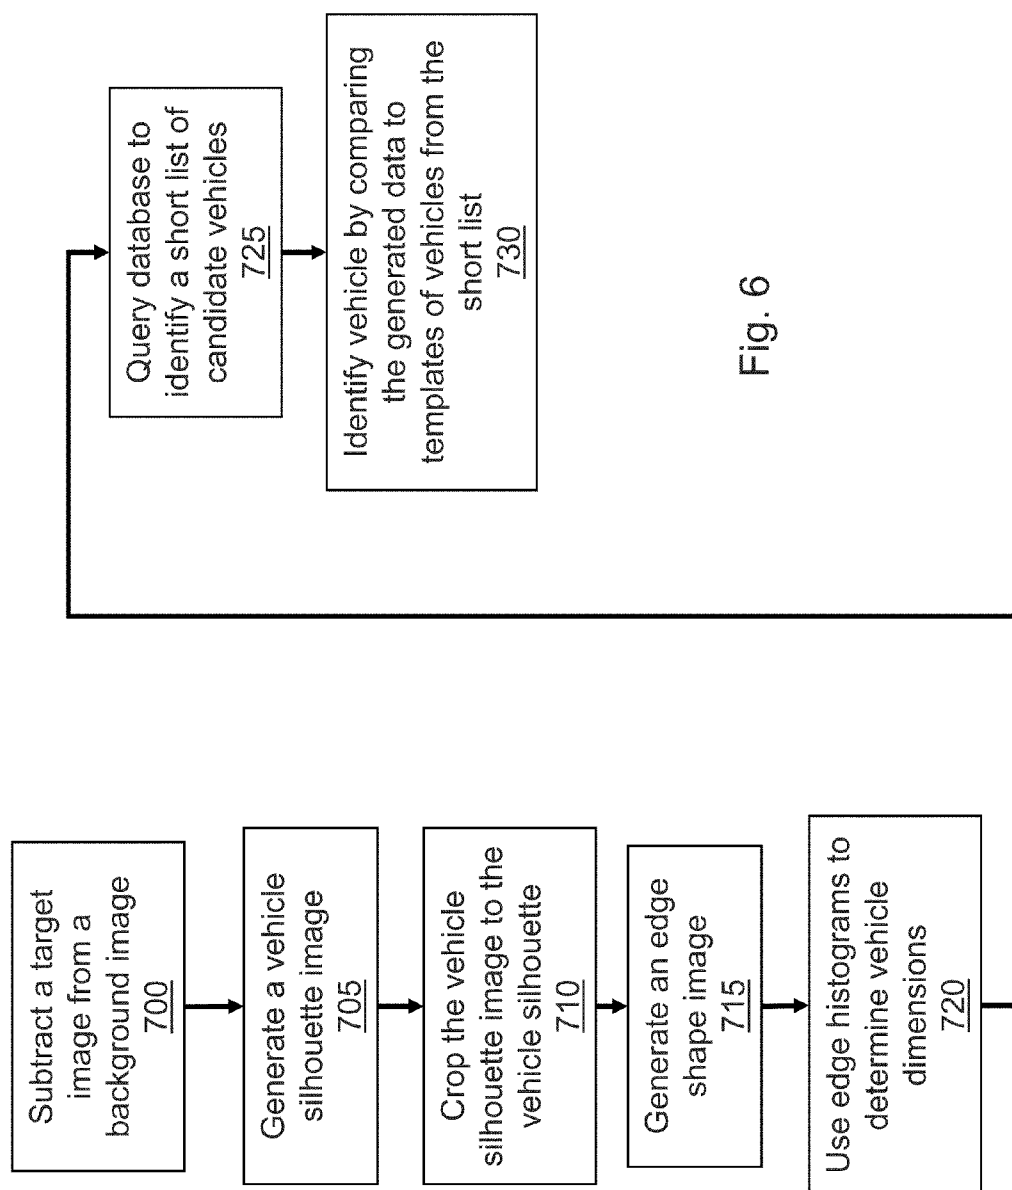 Subtract a target
image from a
background image
700
Generate a vehicle
silhouette image
705
Crop the vehicle
silhouette image to the
vehicle silhouette
710
Generate an edge
shape image
715
Use edge histograms to
determine vehicle
dimensions
720
Query database to
identify a short list of
candidate vehicles
725
Identify vehicle by comparing
the generated data to
templates of vehicles from the
short list
730
Fig. 6